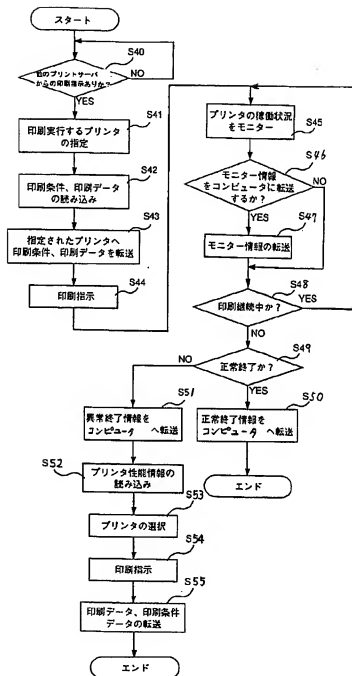 スタート
S40
他のプリントサーバ
からの印刷指示ありか?
NO
YES
S41
印刷実行するプリンタ
の指定
S42
印刷条件、印刷データ
の読み込み
S43
指定されたプリンタへ
印刷条件、印刷データを転送
S44
印刷指示
プリンタの稼働状況
をモニター
S45
S46
モニター情報
をコンピュータに転送
するか?
NO
YES
S47
モニター情報の転送
S48
印刷継続中か?
YES
NO
S49
正常終了か?
NO
YES
S51
異常終了情報を
コンピュータ へ転送
S50
正常終了情報を
コンピュータ へ転送
エンド
S52
プリンタ性能情報の
読み込み
S53
プリンタの選択
S54
印刷指示
S55
印刷データ、印刷条件
データの転送
エンド